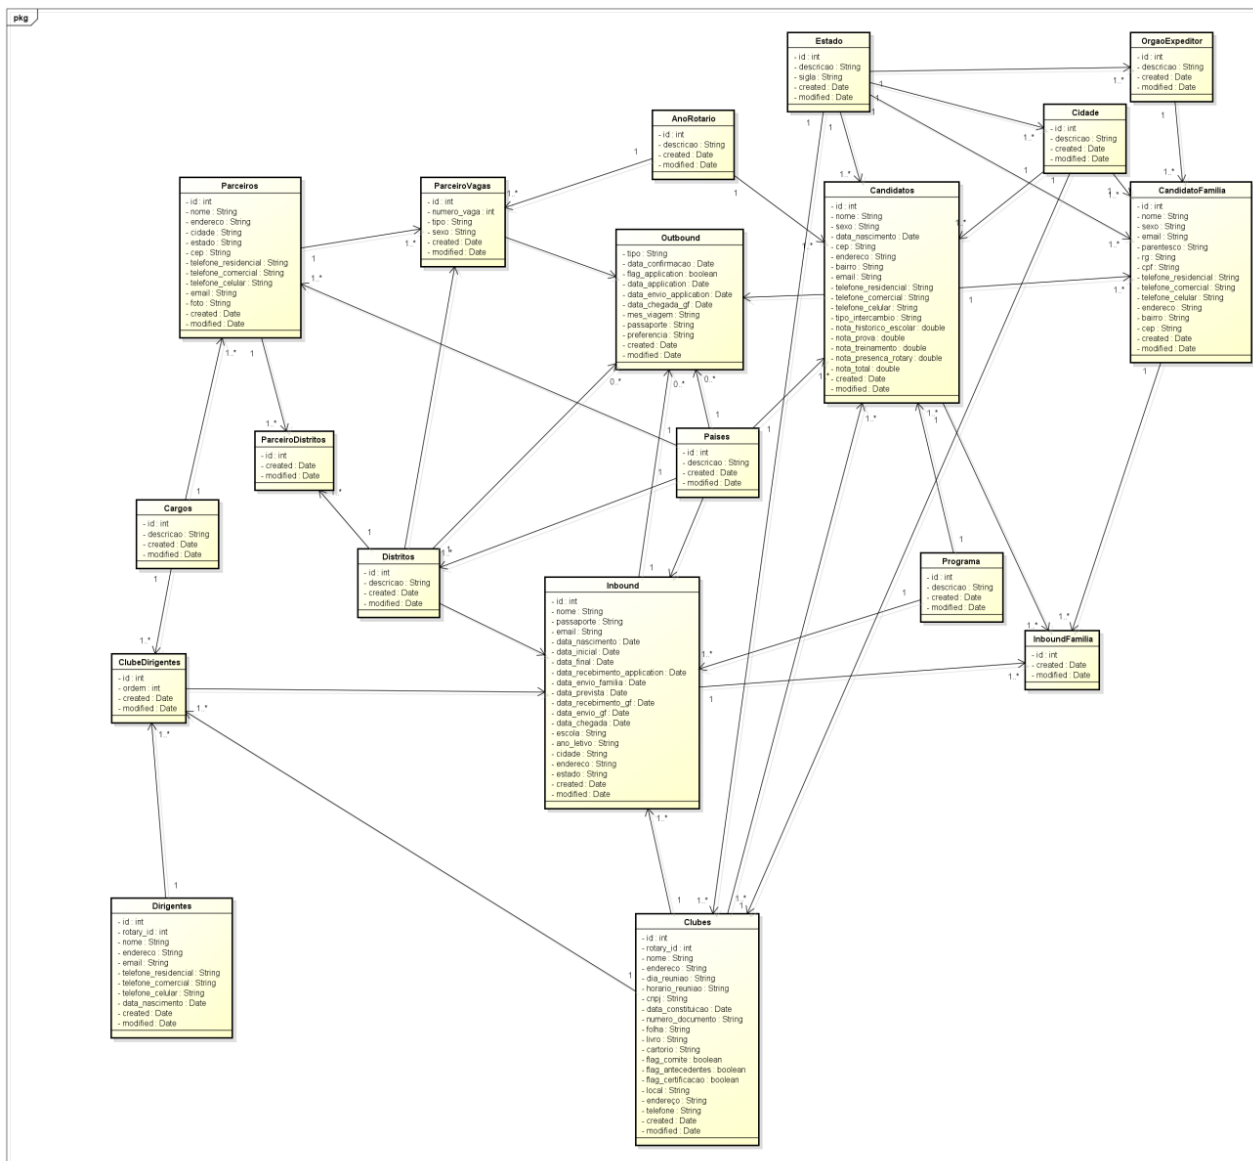 pkg
Estado
- id : int
- descricao : String
- sigla : String
- created : Date
- modified : Date
OrgaoExpeditor
- id : int
- descricao : String
- created : Date
- modified : Date
Cidade
- id : int
- descricao : String
- created : Date
- modified : Date
AnoRotario
- id : int
- descricao : String
- created : Date
- modified : Date
Parceiros
- id : int
- nome : String
- endereco : String
- cidade : String
- estado : String
- cep : String
- telefone_residencial : String
- telefone_comercial : String
- telefone_celular : String
- email : String
- foto : String
- created : Date
- modified : Date
ParceiroVagas
- id : int
- numero_vaga : int
- tipo : String
- sexo : String
- created : Date
- modified : Date
Outbound
- tipo : String
- data_confirmacao : Date
- flag_application : boolean
- data_application : Date
- data_envio_application : Date
- data_chegada_gf : Date
- mes_viagem : String
- passaporte : String
- preferencia : String
- created : Date
- modified : Date
Candidatos
- id : int
- nome : String
- sexo : String
- data_nascimento : Date
- cep : String
- endereco : String
- bairro : String
- email : String
- telefone_residencial : String
- telefone_comercial : String
- telefone_celular : String
- tipo_intercambio : String
- nota_historico_escolar : double
- nota_prova : double
- nota_treinamento : double
- nota_presenca_rotary : double
- nota_total : double
- created : Date
- modified : Date
CandidatoFamilia
- id : int
- nome : String
- sexo : String
- email : String
- parentesco : String
- rg : String
- cpf : String
- telefone_residencial : String
- telefone_comercial : String
- telefone_celular : String
- endereco : String
- bairro : String
- cep : String
- created : Date
- modified : Date
ParceiroDistritos
- id : int
- created : Date
- modified : Date
Paises
- id : int
- descricao : String
- created : Date
- modified : Date
Cargos
- id : int
- descricao : String
- created : Date
- modified : Date
Distritos
- id : int
- descricao : String
- created : Date
- modified : Date
Inbound
- id : int
- nome : String
- passaporte : String
- email : String
- data_nascimento : Date
- data_inicial : Date
- data_final : Date
- data_recebimento_application : Date
- data_envio_familia : Date
- data_prevista : Date
- data_recebimento_gf : Date
- data_envio_gf : Date
- data_chegada : Date
- escola : String
- ano_letivo : String
- cidade : String
- endereco : String
- estado : String
- created : Date
- modified : Date
Programa
- id : int
- descricao : String
- created : Date
- modified : Date
InboundFamilia
- id : int
- created : Date
- modified : Date
ClubeDirigentes
- id : int
- ordem : int
- created : Date
- modified : Date
Dirigentes
- id : int
- rotary_id : int
- nome : String
- endereco : String
- email : String
- telefone_residencial : String
- telefone_comercial : String
- telefone_celular : String
- data_nascimento : Date
- created : Date
- modified : Date
Clubes
- id : int
- rotary_id : int
- nome : String
- endereco : String
- dia_reuniao : String
- horario_reuniao : String
- cnpj : String
- data_constituicao : Date
- numero_documento : String
- folha : String
- livro : String
- cartorio : String
- flag_comite : boolean
- flag_antecedentes : boolean
- flag_certificacao : boolean
- local : String
- endereço : String
- telefone : String
- created : Date
- modified : Date